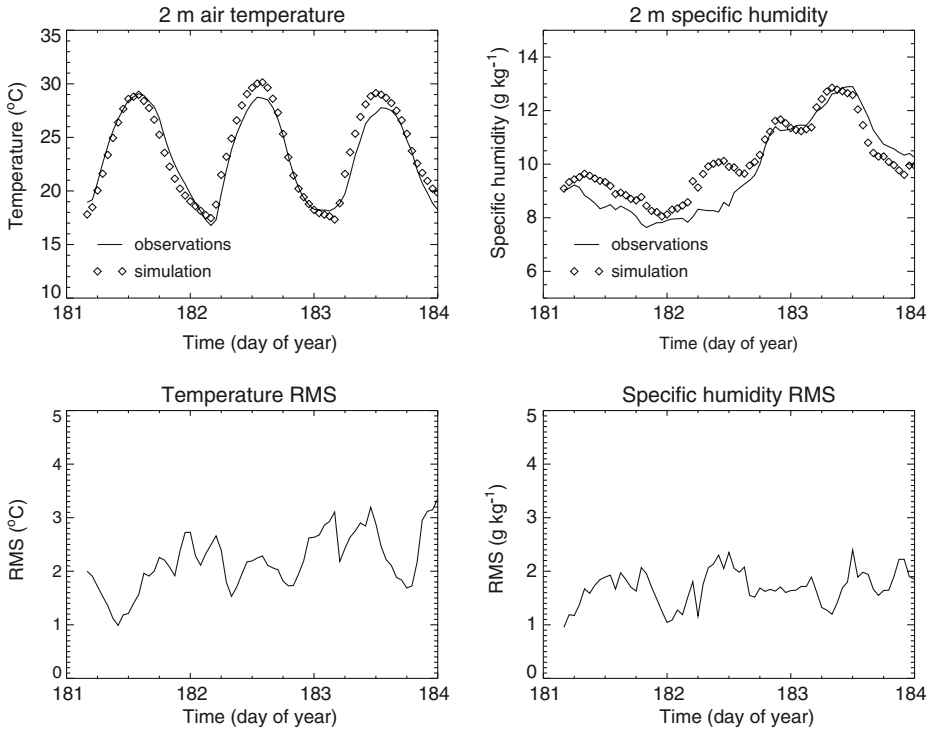 2 m air temperature
35
30
25
20
15
10
Temperature (°C)
observations
simulation
181
182
183
184
Time (day of year)
2 m specific humidity
14
12
10
8
6
Specific humidity (g kg-1)
observations
simulation
181
182
183
184
Time (day of year)
Temperature RMS
5
4
3
2
1
0
RMS (°C)
181
182
183
184
Time (day of year)
Specific humidity RMS
5
4
3
2
1
0
RMS (g kg-1)
181
182
183
184
Time (day of year)